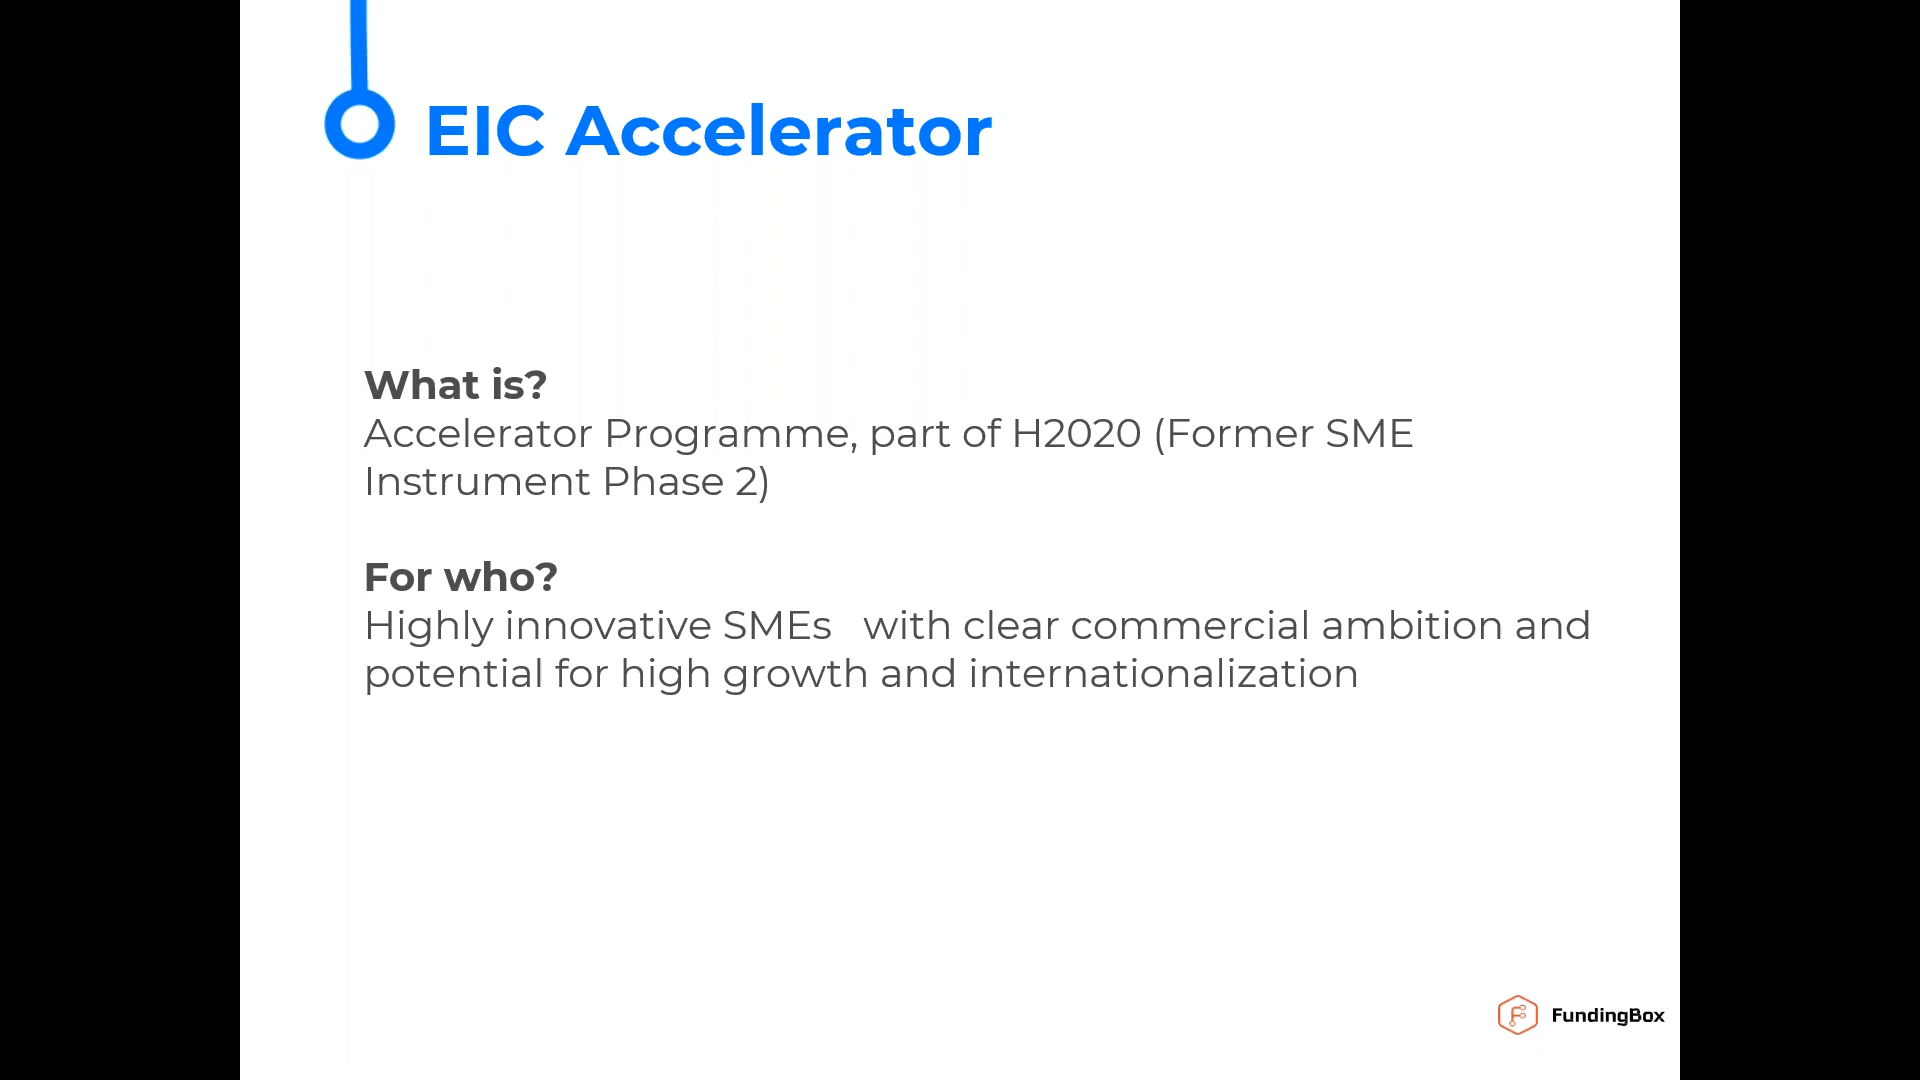 EIC Accelerator
What is?
Accelerator Programme, part of H2020 (Former SME
Instrument Phase 2)
For who?
Highly innovative SMEs   with clear commercial ambition and
potential for high growth and internationalization
FundingBox